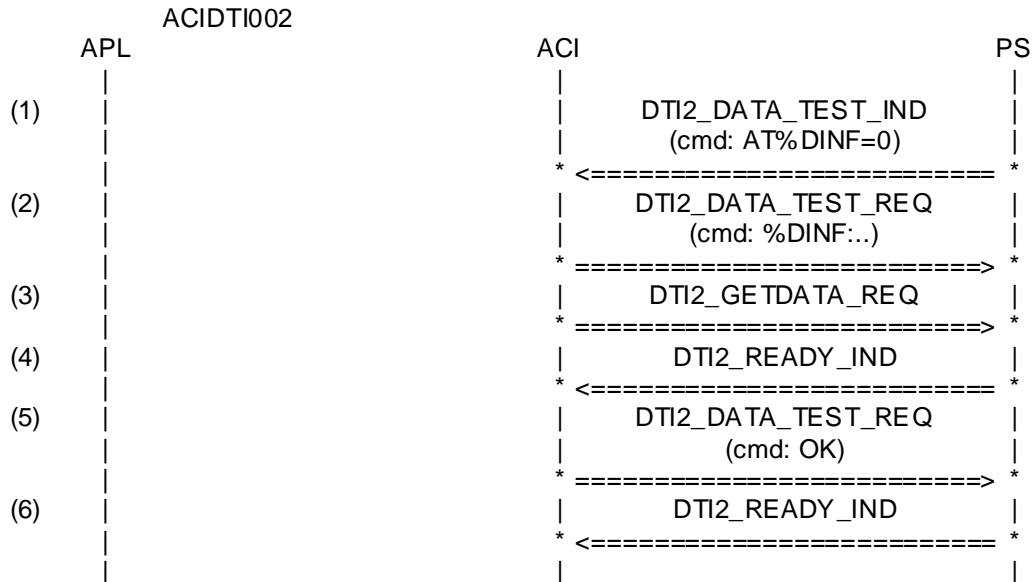 ACIDTI002
APL ACI PS
| | |
(1) | | DTI2_DATA_TEST_IND |
| | (cmd: AT%DINF=0) |
| * <========================== *
(2) | | DTI2_DATA_TEST_REQ |
| | (cmd: %DINF:..) |
| * ==========================> *
(3) | | DTI2_GETDATA_REQ |
| * ==========================> *
(4) | | DTI2_READY_IND |
| * <========================== *
(5) | | DTI2_DATA_TEST_REQ |
| | (cmd: OK) |
| * ==========================> *
(6) | | DTI2_READY_IND |
| * <========================== *
| | |